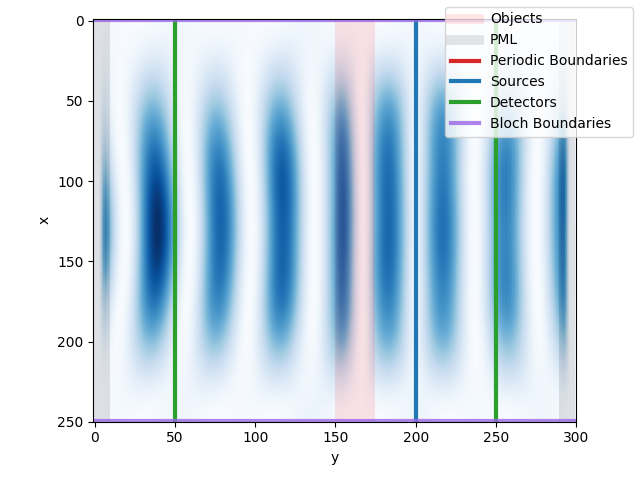 Objects
PML
Periodic Boundaries
Sources
Detectors
Bloch Boundaries
0
50
100
150
200
250
x
0 50 100 150 200 250 300
y